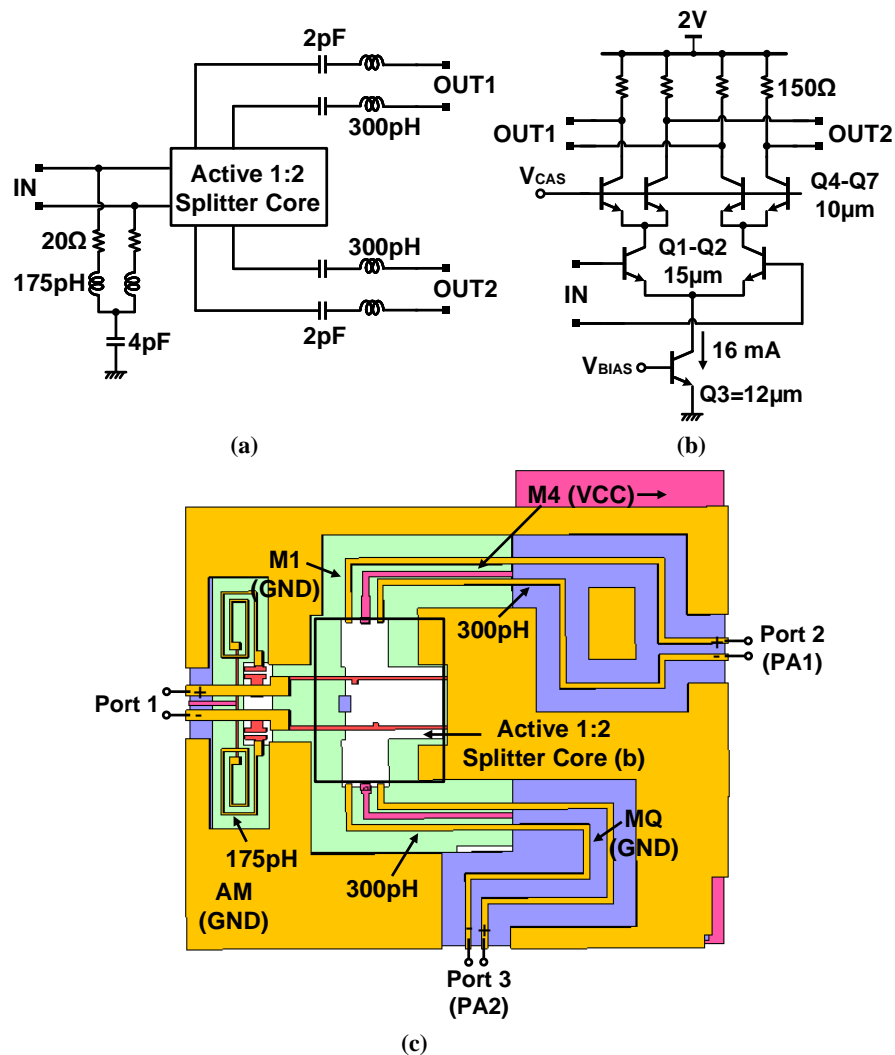 2pF
OUT1
300pH
IN
Active 1:2
Splitter Core
20Ω
175pH
300pH
OUT2
4pF
2pF
(a)
2V
150Ω
OUT1
OUT2
VCAS
Q4-Q7
10µm
Q1-Q2
15µm
IN
16 mA
VBIAS
Q3=12µm
(b)
M4 (VCC)
M1
(GND)
300pH
+
-
Port 2
(PA1)
Port 1
+
-
Active 1:2
Splitter Core (b)
175pH
AM
(GND)
300pH
MQ
(GND)
- +
Port 3
(PA2)
(c)